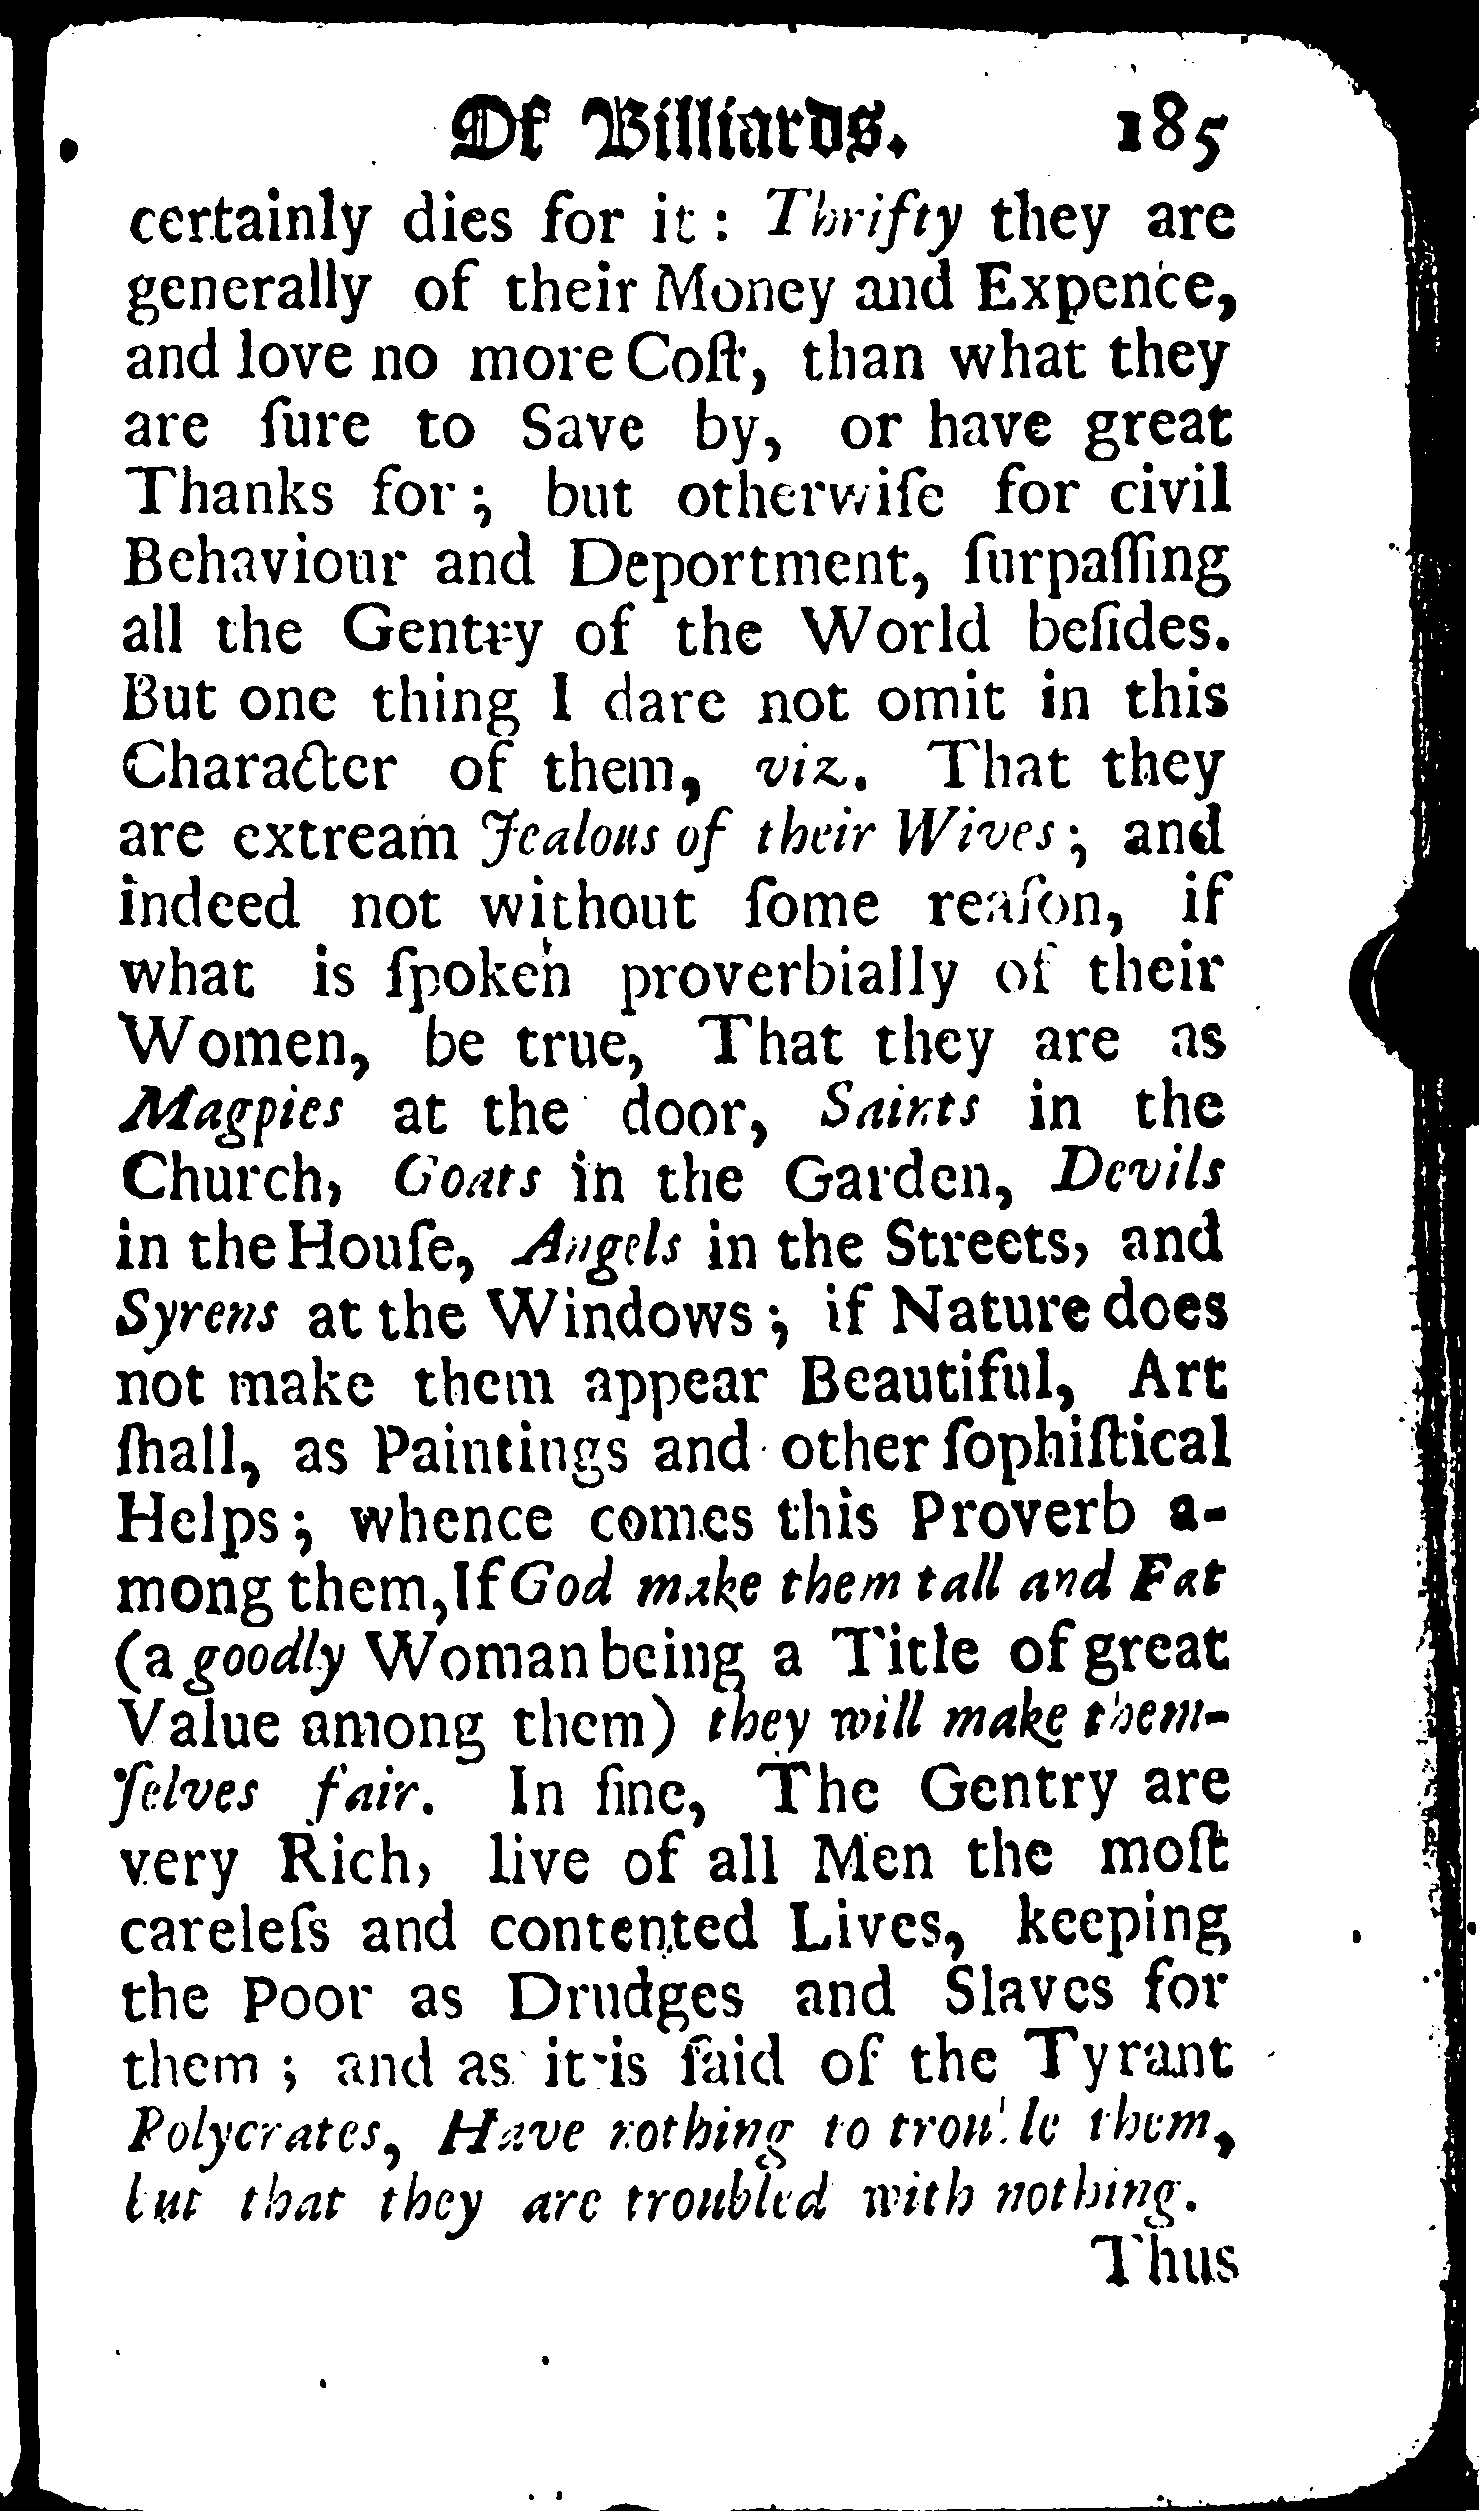 Of Billiards. 185
certainly dies for it: Thrifty they are
generally of their Money and Expence,
and love no more Coſt, than what they
are ſure to Save by, or have great
Thanks for; but otherwiſe for civil
Behaviour and Deportment, ſurpaſſing
all the Gentry of the World beſides.
But one thing I dare not omit in this
Character of them, viz. That they
are extream Jealous of their Wives; and
indeed not without ſome reaſon, if
what is ſpoken proverbially of their
Women, be true, That they are as
Magpies at the door, Saints in the
Church, Goats in the Garden, Devils
in the Houſe, Angels in the Streets, and
Syrens at the Windows; if Nature does
not make them appear Beautiful, Art
ſhall, as Paintings and other ſophiſtical
Helps; whence comes this Proverb a-
mong them, If God make them tall and Fat
(a goodly Woman being a Title of great
Value among them) they will make them-
ſelves fair. In fine, The Gentry are
very Rich, live of all Men the moſt
careleſs and contented Lives, keeping
the Poor as Drudges and Slaves for
them; and as it is ſaid of the Tyrant
Polycrates, Have nothing to trouble them,
but that they are troubled with nothing.
Thus